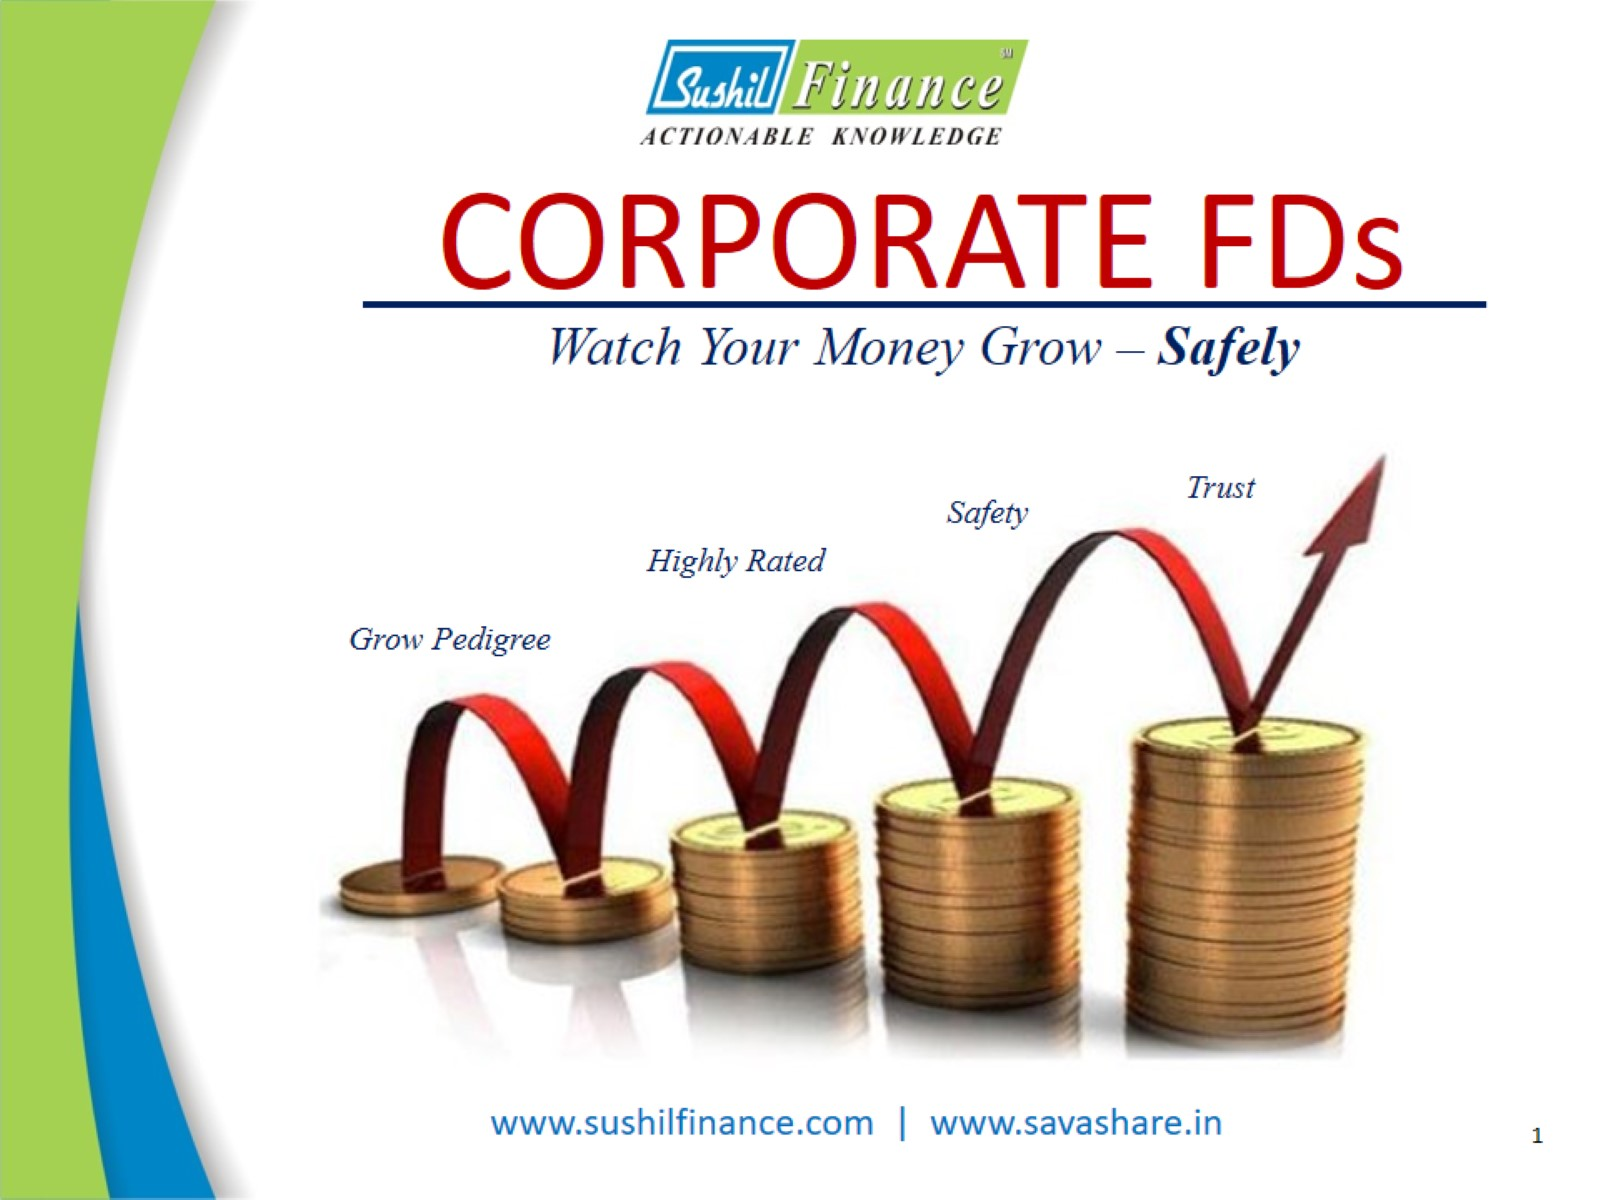 Sushil Finance SM
ACTIONABLE KNOWLEDGE
CORPORATE FDs
Watch Your Money Grow – Safely
Trust
Safety
Highly Rated
Grow Pedigree
www.sushilfinance.com | www.savashare.in
1